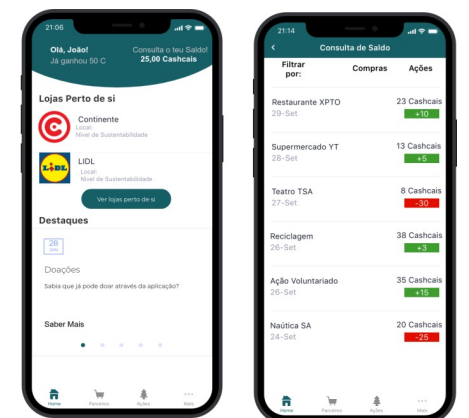 21:06
Olá, João!
Já ganhou 50 C
Consulta o teu Saldo!
25,00 Cashcais
Lojas Perto de si
Continente
Local:
Nível de Sustentabilidade
LIDL
LIDL
Local:
Nível de Sustentabilidade
Ver lojas perto de si
Destaques
28
Doações
Sabia que já pode doar através da aplicação?
Saber Mais
Home
Parceiros
Ações
Mais
21:14
Consulta de Saldo
Filtrar por:
Compras
Ações
Restaurante XPTO
23 Cashcais
29-Set
+10
Supermercado YT
13 Cashcais
28-Set
+5
Teatro TSA
8 Cashcais
27-Set
-30
Reciclagem
38 Cashcais
26-Set
+3
Ação Voluntariado
35 Cashcais
26-Set
+15
Naútica SA
20 Cashcais
24-Set
-25
Home
Parceiros
Ações
Mais